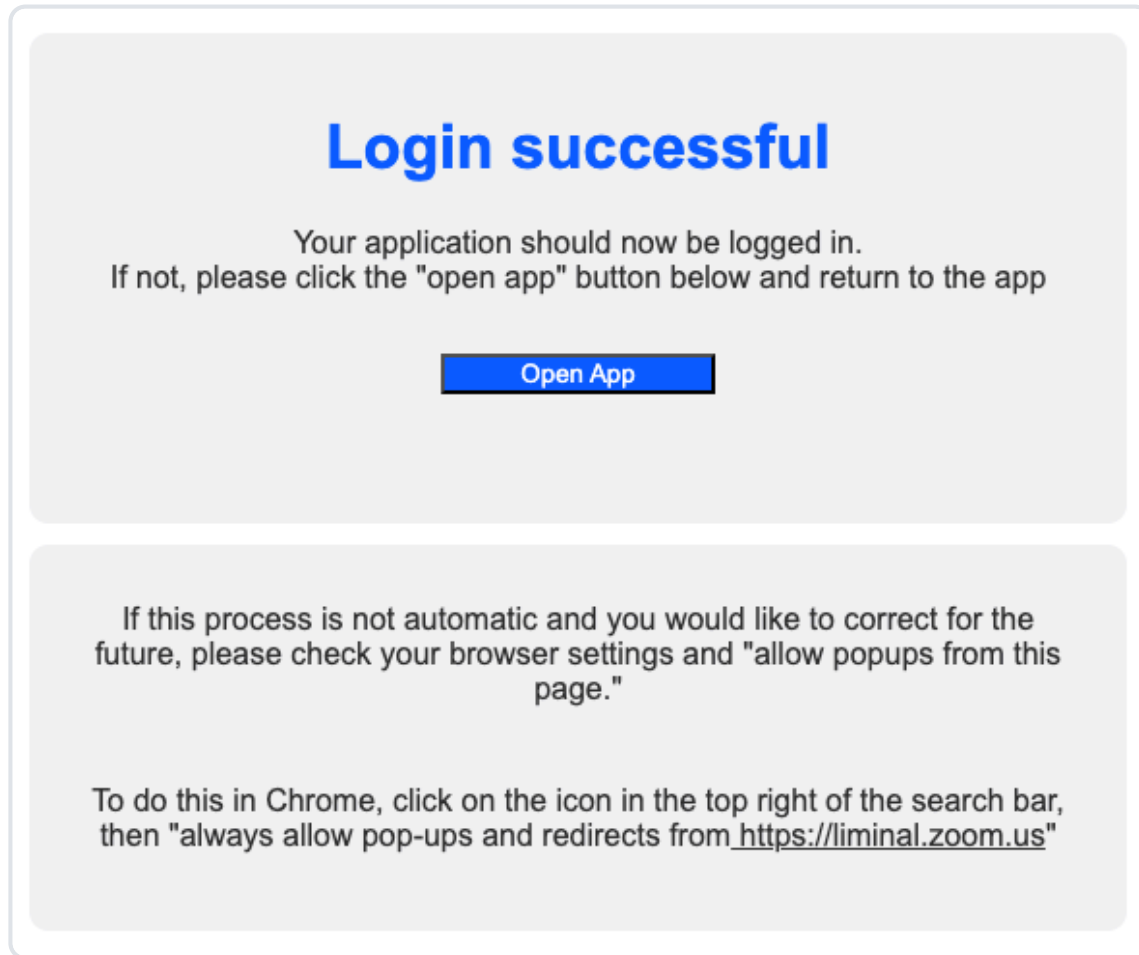 Login successful
Your application should now be logged in.
If not, please click the "open app" button below and return to the app
Open App
If this process is not automatic and you would like to correct for the
future, please check your browser settings and "allow popups from this
page."
To do this in Chrome, click on the icon in the top right of the search bar,
then "always allow pop-ups and redirects from https://liminal.zoom.us"